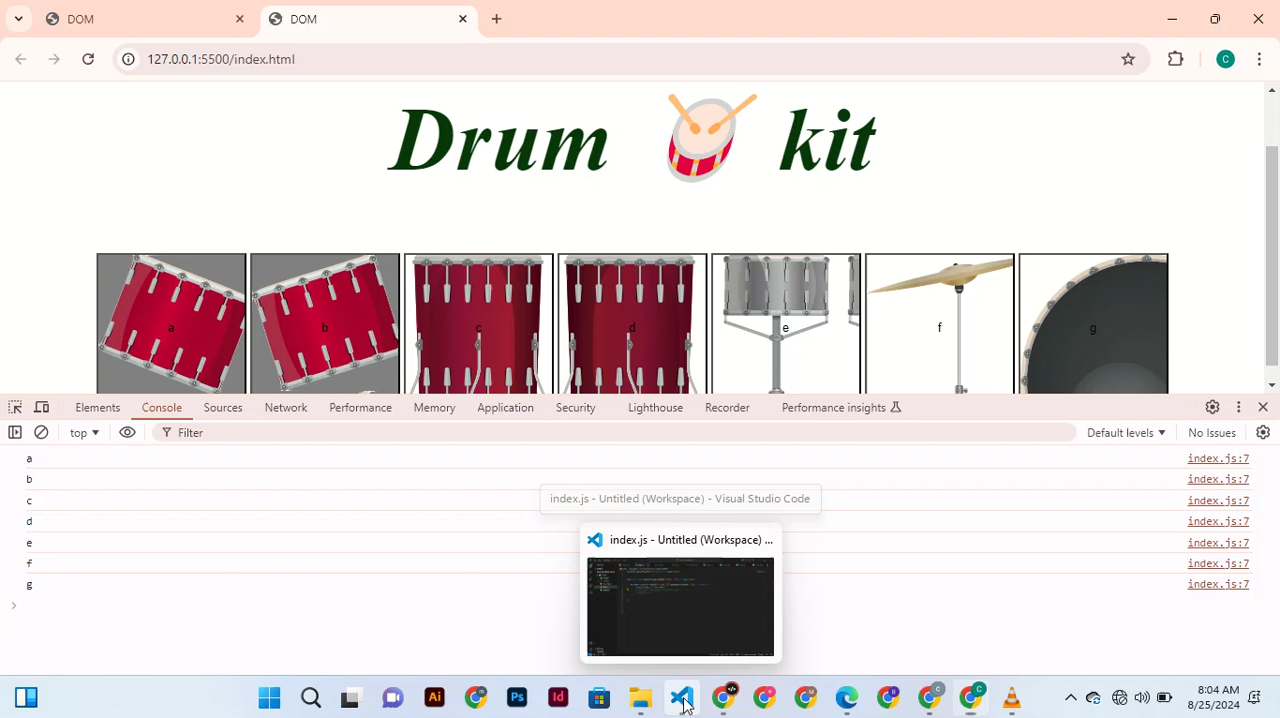 DOM
DOM
127.0.0.1:5500/index.html
C
Drum kit
a b c d e f g
Elements Console Sources Network Performance Memory Application Security Lighthouse Recorder Performance insights
top Filter Default levels No Issues
a index.js:7
b index.js:7
c index.js:7
d index.js:7
e index.js:7
f index.js:7
g index.js:7
index.js - Untitled (Workspace) - Visual Studio Code
index.js - Untitled (Workspace) ...
Ai Ps Id
8:04 AM
8/25/2024